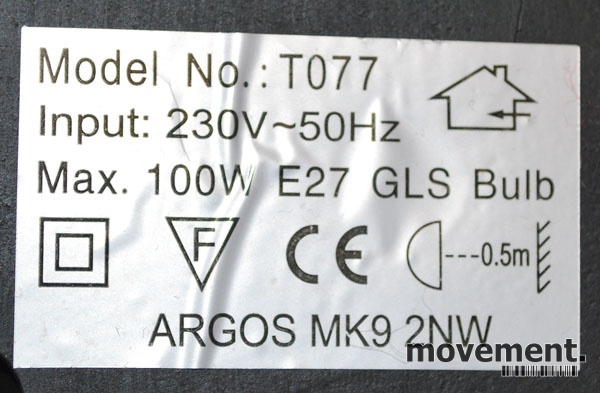 Model No.: T077
Input: 230V~50Hz
Max. 100W E27 GLS Bulb
F CE ---0.5m
ARGOS MK9 2NW
movement.